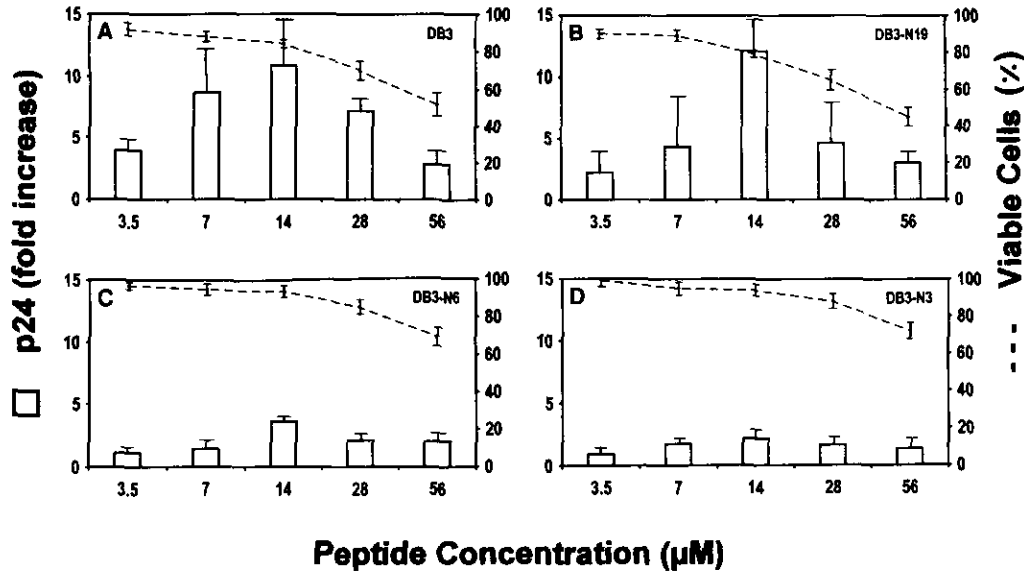 p24 (fold increase)
A
DB3
15
10
5
0
100
80
60
40
20
0
3.5 7 14 28 56
B
DB3-N19
15
10
5
0
100
80
60
40
20
0
3.5 7 14 28 56
C
DB3-N6
15
10
5
0
100
80
60
40
20
0
3.5 7 14 28 56
D
DB3-N3
15
10
5
0
100
80
60
40
20
0
3.5 7 14 28 56
--- Viable Cells (%)
Peptide Concentration (µM)